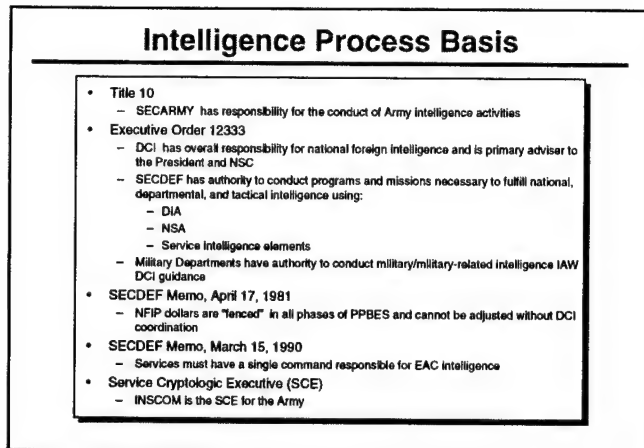 Intelligence Process Basis
• Title 10
– SECARMY has responsibility for the conduct of Army intelligence activities
• Executive Order 12333
– DCI has overall responsibility for national foreign intelligence and is primary adviser to
the President and NSC
– SECDEF has authority to conduct programs and missions necessary to fulfill national,
departmental, and tactical intelligence using:
– DIA
– NSA
– Service intelligence elements
– Military Departments have authority to conduct military/military-related intelligence IAW
DCI guidance
• SECDEF Memo, April 17, 1981
– NFIP dollars are "fenced" in all phases of PPBES and cannot be adjusted without DCI
coordination
• SECDEF Memo, March 15, 1990
– Services must have a single command responsible for EAC intelligence
• Service Cryptologic Executive (SCE)
– INSCOM is the SCE for the Army